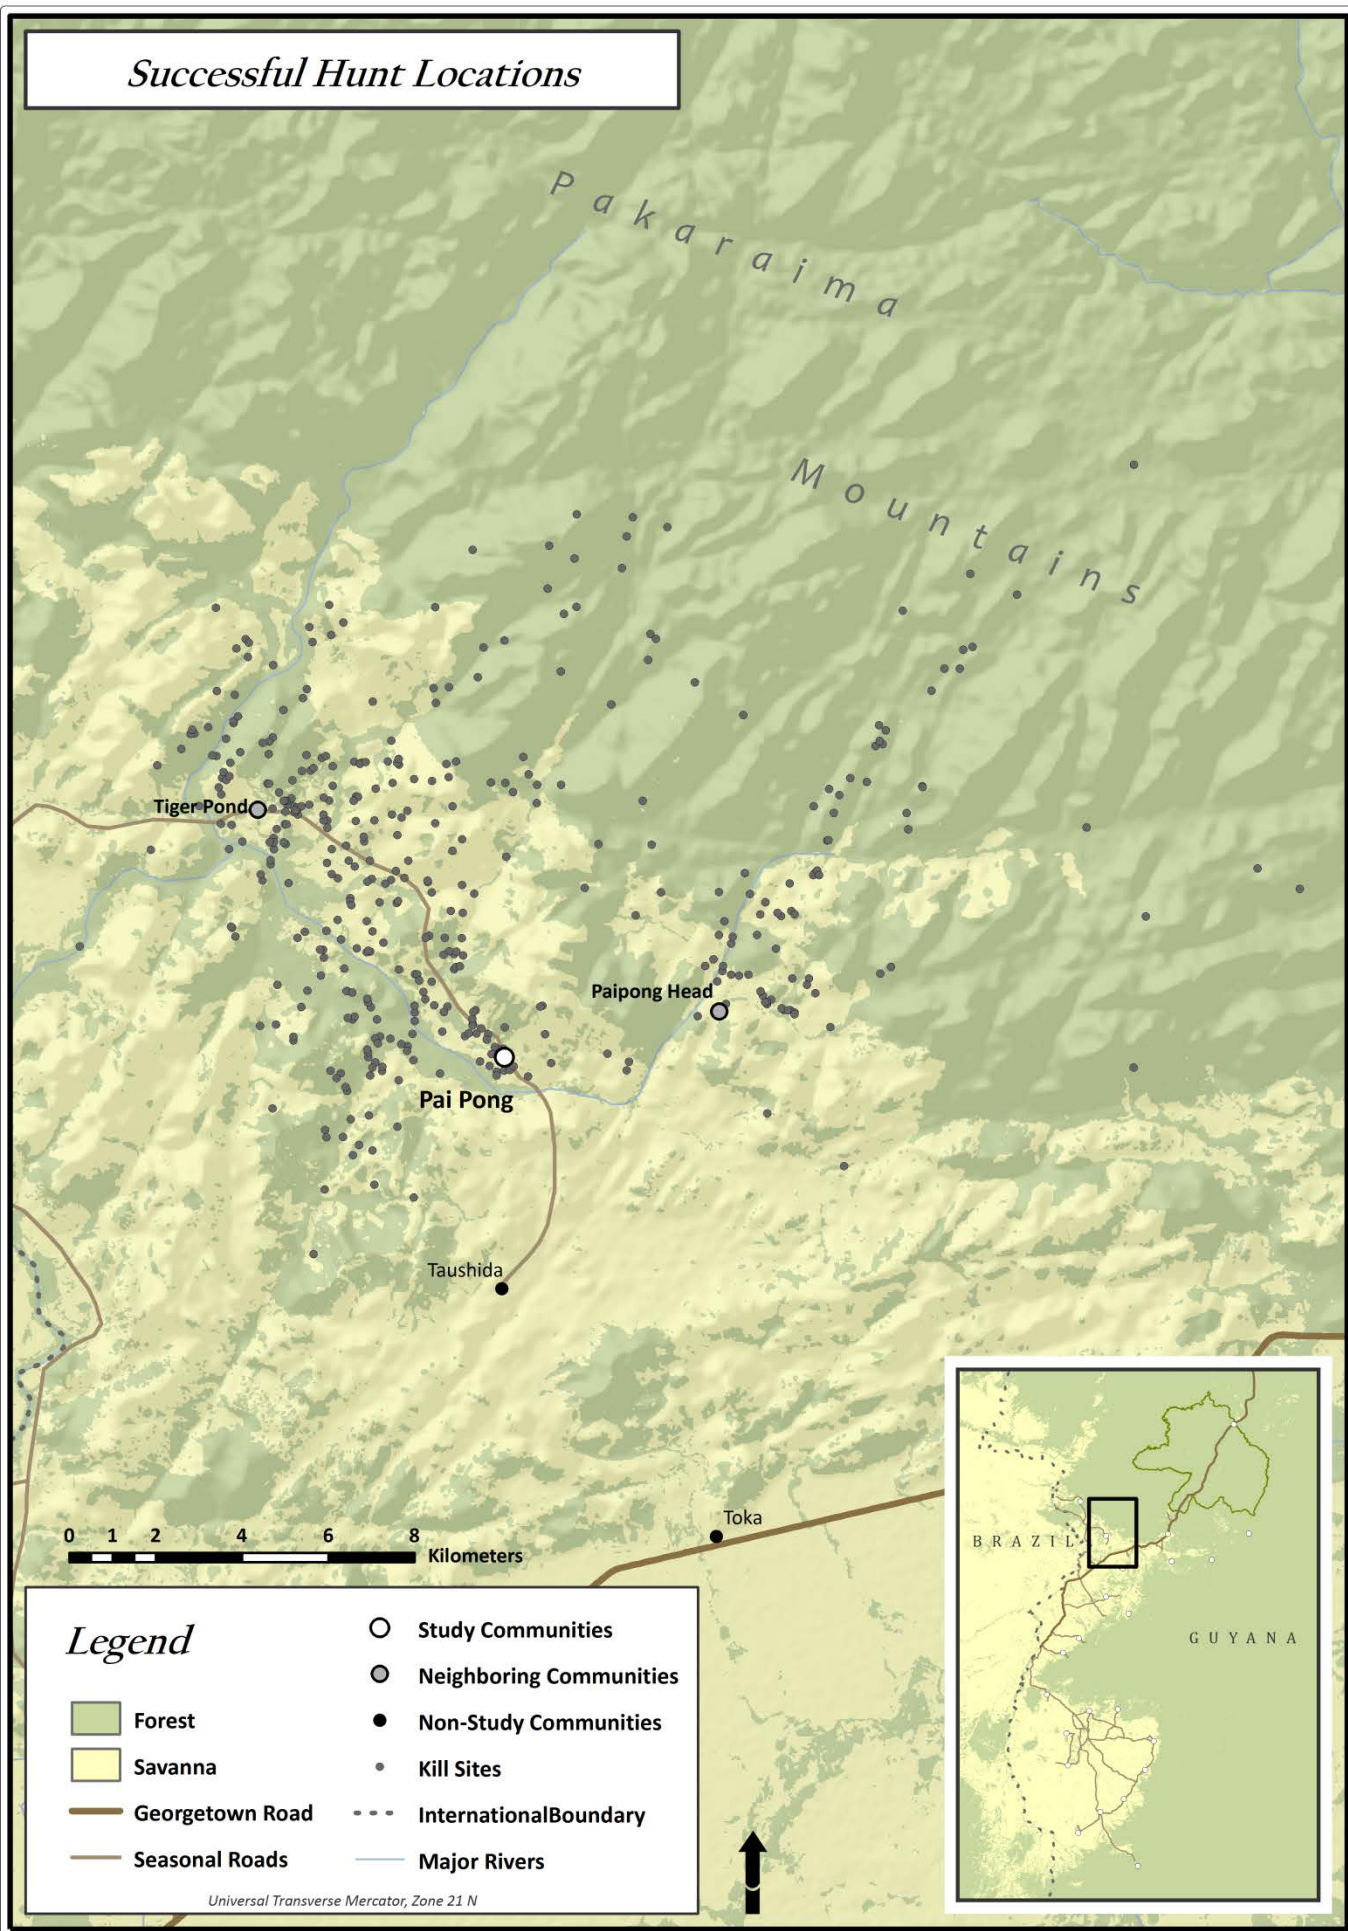 Successful Hunt Locations
Pakaraima
Mountains
Tiger Pond
Paipong Head
Pai Pong
Taushida
Toka
0 1 2 4 6 8
Kilometers
BRAZIL
GUYANA
Legend
Forest
Savanna
Georgetown Road
Seasonal Roads
Study Communities
Neighboring Communities
Non-Study Communities
Kill Sites
InternationalBoundary
Major Rivers
Universal Transverse Mercator, Zone 21 N